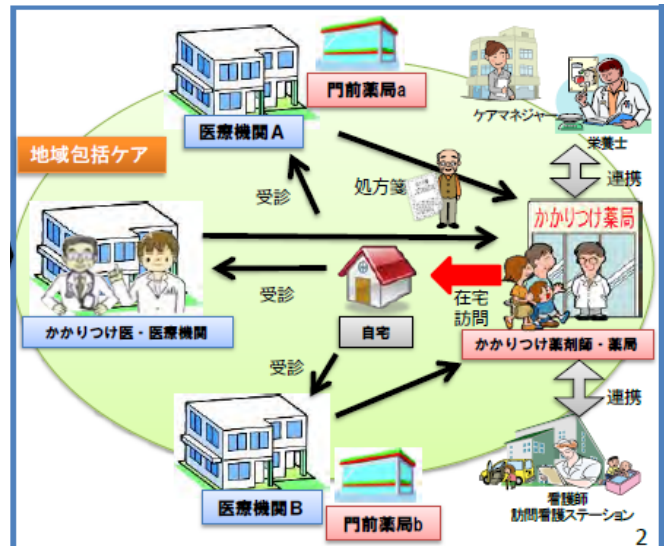 門前薬局a
医療機関A
ケアマネジャー
栄養士
地域包括ケア
受診
処方箋
連携
かかりつけ薬局
受診
在宅
訪問
かかりつけ医・医療機関
自宅
かかりつけ薬剤師・薬局
受診
連携
医療機関B
門前薬局b
看護師
訪問看護ステーション
2